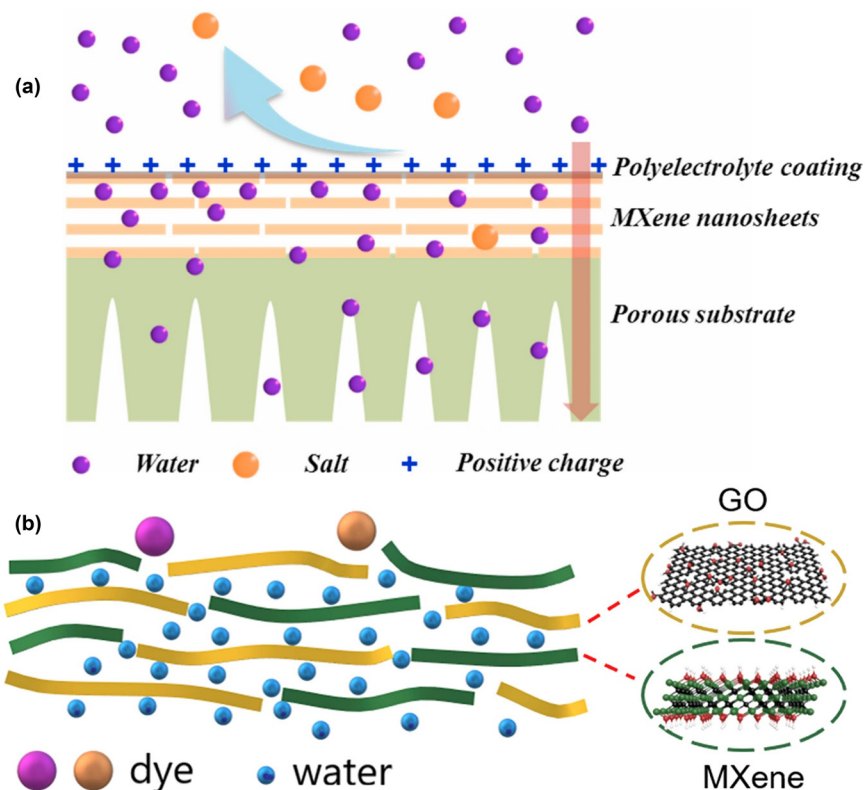 (a)
Polyelectrolyte coating
MXene nanosheets
Porous substrate
Water
Salt
+ Positive charge
(b)
GO
dye
water
MXene